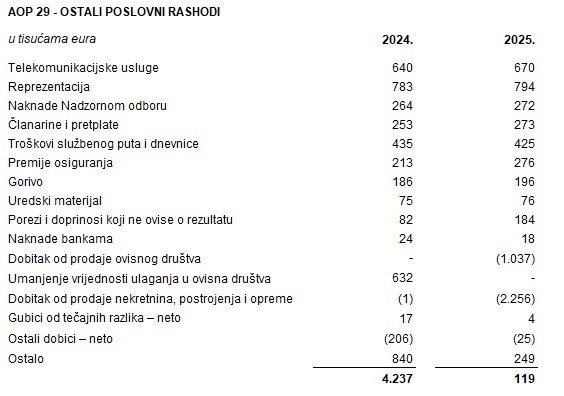 AOP 29 - OSTALI POSLOVNI RASHODI
u tisućama eura 2024. 2025.
Telekomunikacijske usluge 640 670
Reprezentacija 783 794
Naknade Nadzornom odboru 264 272
Članarine i pretplate 253 273
Troškovi službenog puta i dnevnice 435 425
Premije osiguranja 213 276
Gorivo 186 196
Uredski materijal 75 76
Porezi i doprinosi koji ne ovise o rezultatu 82 184
Naknade bankama 24 18
Dobitak od prodaje ovisnog društva - (1.037)
Umanjenje vrijednosti ulaganja u ovisna društva 632 -
Dobitak od prodaje nekretnina, postrojenja i opreme (1) (2.256)
Gubici od tečajnih razlika – neto 17 4
Ostali dobici – neto (206) (25)
Ostalo 840 249
4.237 119